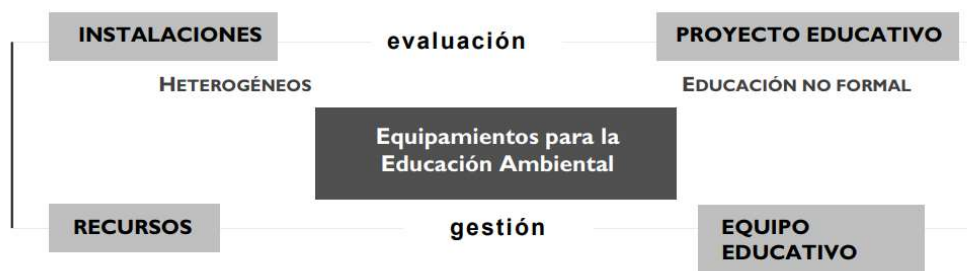 INSTALACIONES
evaluación
PROYECTO EDUCATIVO
HETEROGÉNEOS
EDUCACIÓN NO FORMAL
Equipamientos para la
Educación Ambiental
RECURSOS
gestión
EQUIPO
EDUCATIVO